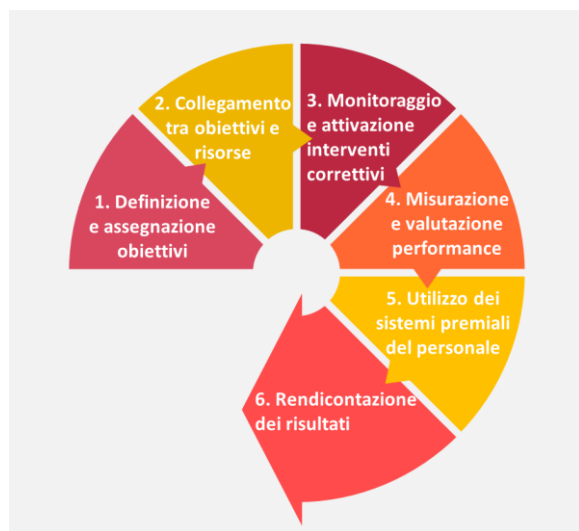 1. Definizione
e assegnazione
obiettivi
2. Collegamento
tra obiettivi e
risorse
3. Monitoraggio
e attivazione
interventi
correttivi
4. Misurazione
e valutazione
performance
5. Utilizzo dei
sistemi premiali
del personale
6. Rendicontazione
dei risultati